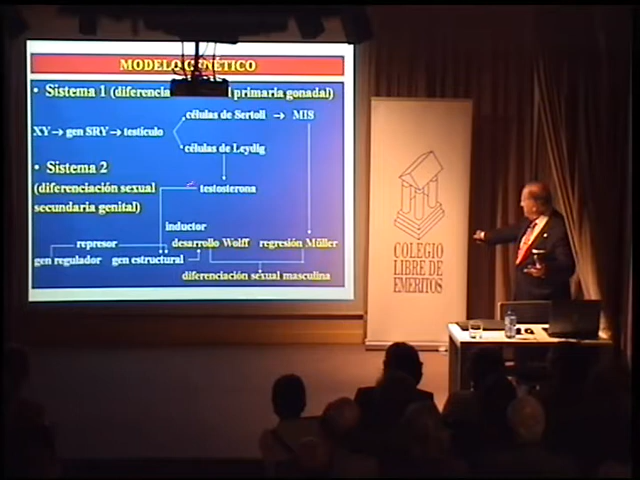 MODELO GENÉTICO
• Sistema 1 (diferencia l primaria gonadal)
células de Sertoli → MIS
XY → gen SRY → testículo
células de Leydig
• Sistema 2
(diferenciación sexual
testosterona
secundaria genital)
inductor
represor
desarrollo Wolff regresión Müller
gen regulador gen estructural
diferenciación sexual masculina
COLEGIO
LIBRE DE
EMÉRITOS